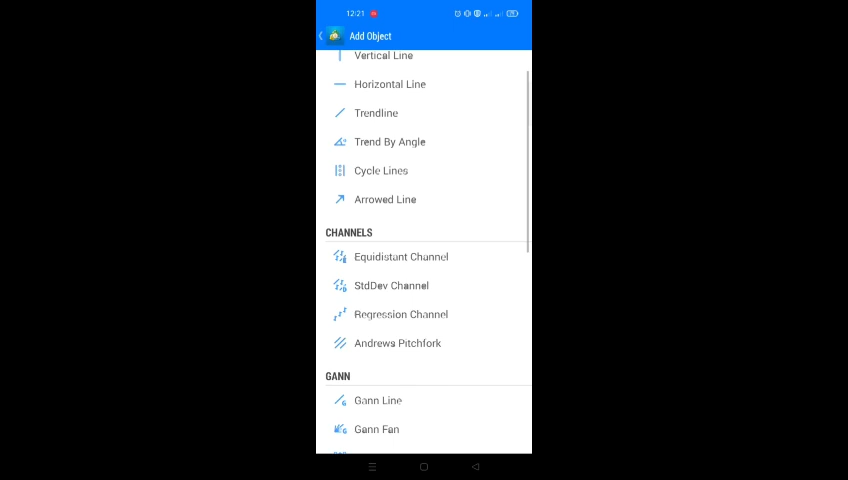 12:21
Add Object
Vertical Line
Horizontal Line
Trendline
Trend By Angle
Cycle Lines
Arrowed Line
CHANNELS
Equidistant Channel
StdDev Channel
Regression Channel
Andrews Pitchfork
GANN
Gann Line
Gann Fan